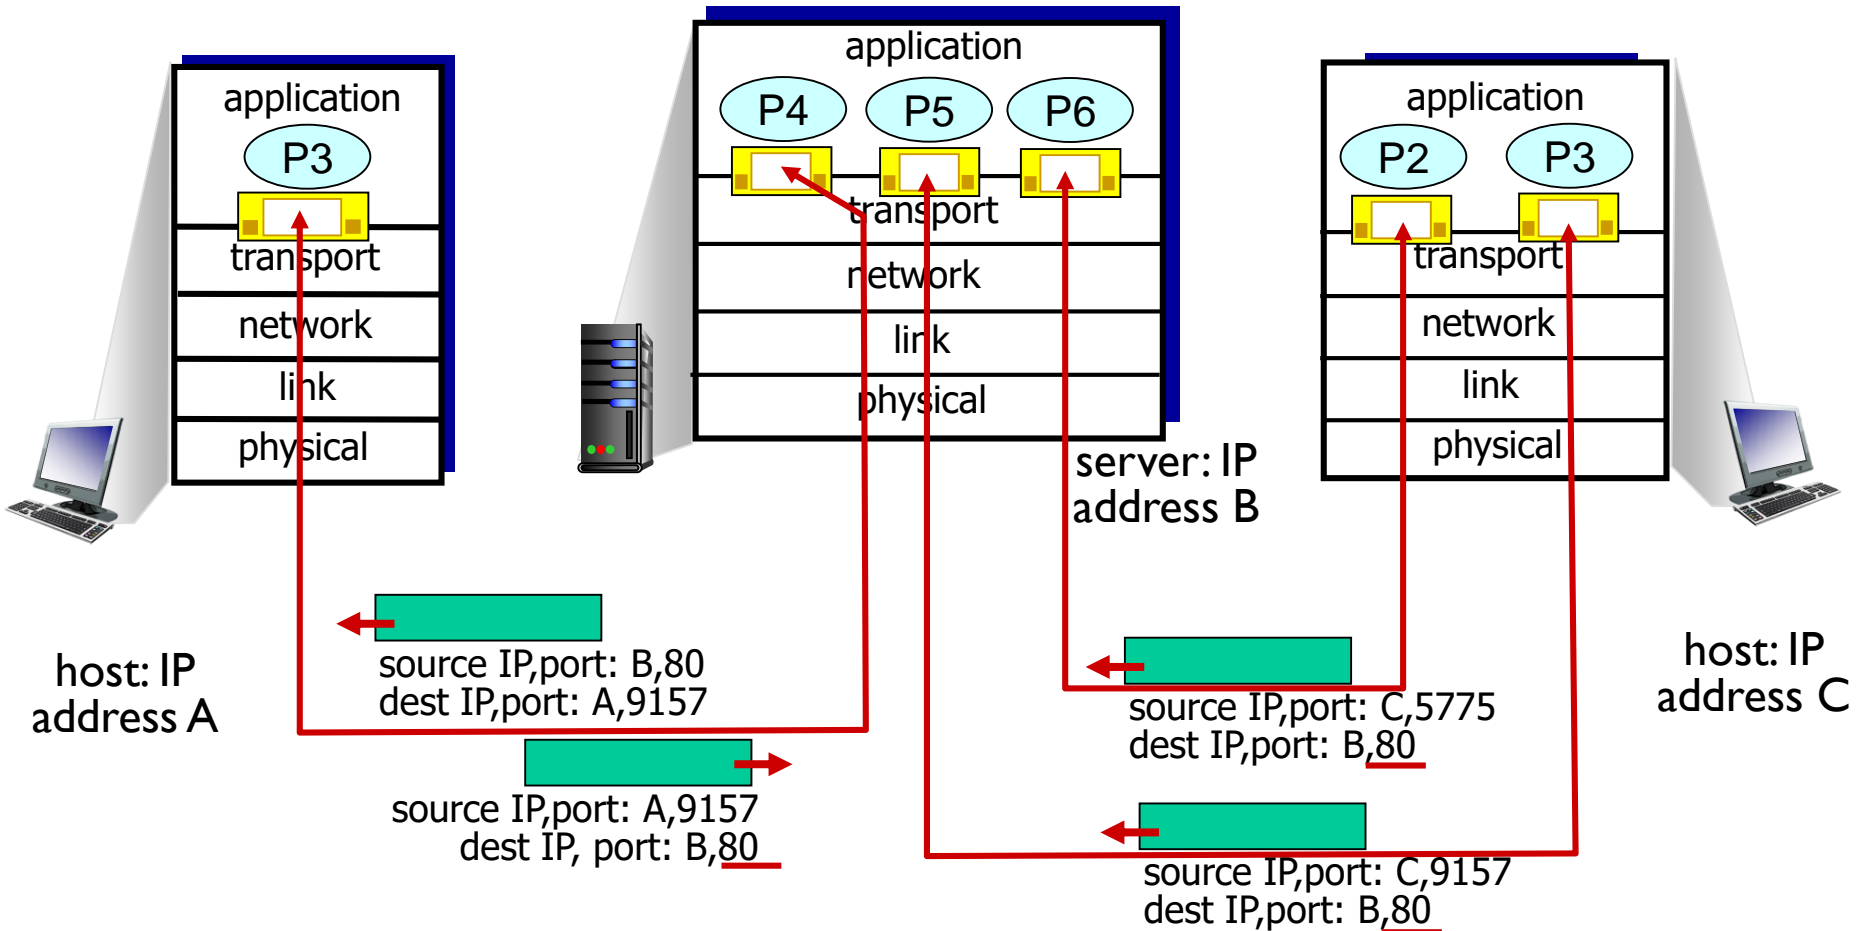 application
P3
transport
network
link
physical
host: IP
address A
application
P4
P5
P6
transport
network
link
physical
server: IP
address B
application
P2
P3
transport
network
link
physical
host: IP
address C
source IP,port: B,80
dest IP,port: A,9157
source IP,port: A,9157
dest IP, port: B,80
source IP,port: C,5775
dest IP,port: B,80
source IP,port: C,9157
dest IP,port: B,80